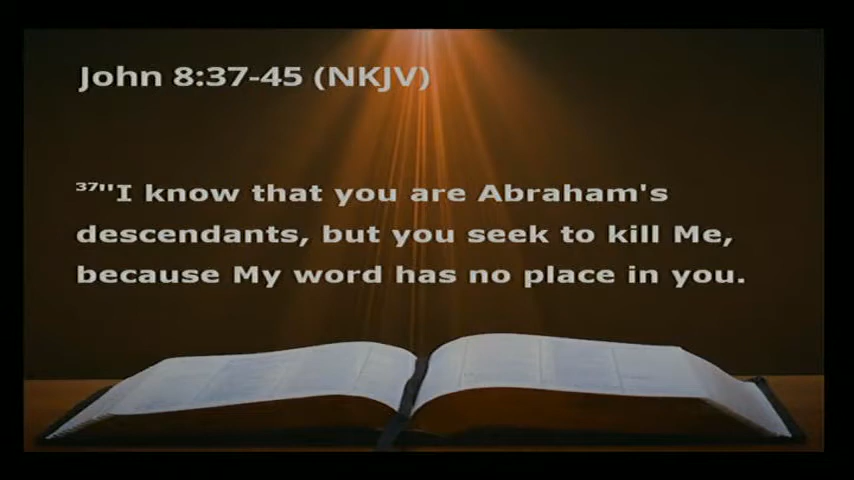 John 8:37-45 (NKJV)
37"I know that you are Abraham's
descendants, but you seek to kill Me,
because My word has no place in you.